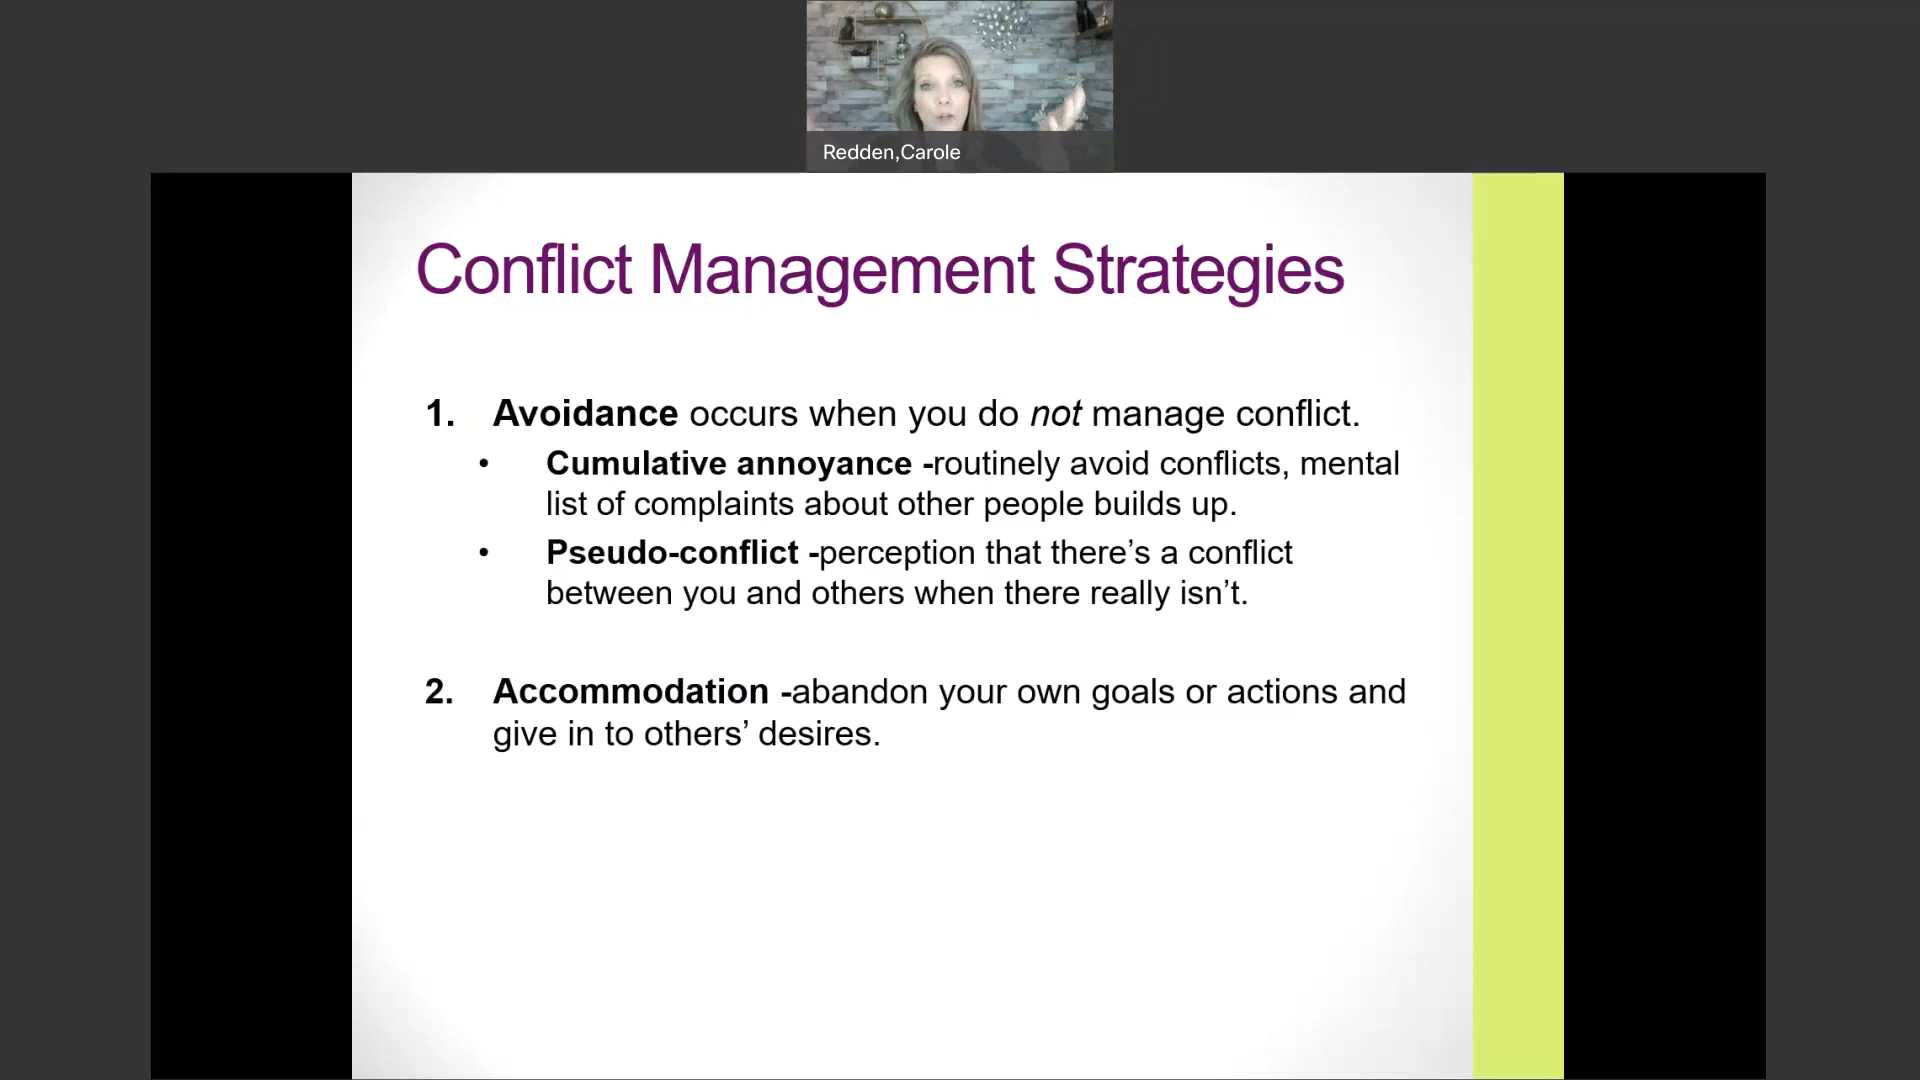 Redden,Carole
Conflict Management Strategies
1. Avoidance occurs when you do not manage conflict.
• Cumulative annoyance -routinely avoid conflicts, mental
list of complaints about other people builds up.
• Pseudo-conflict -perception that there’s a conflict
between you and others when there really isn’t.
2. Accommodation -abandon your own goals or actions and
give in to others’ desires.